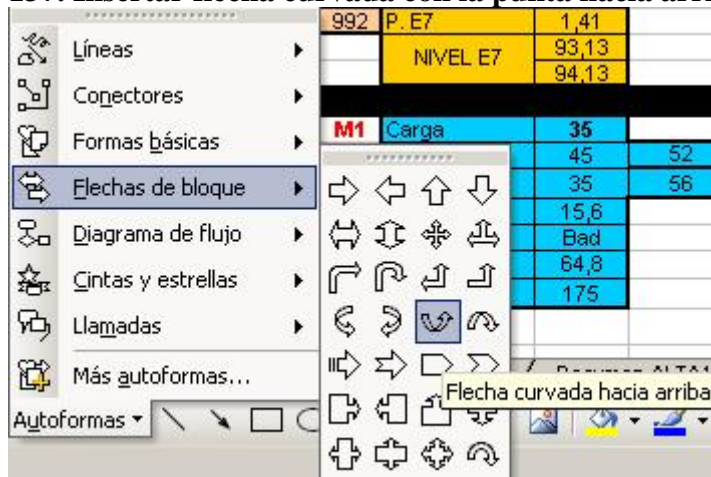 992 P. E7 1,41
NIVEL E7 93,13
94,13
M1 Carga 35
45 52
35 56
15,6
Bad
64,8
175
Líneas
Conectores
Formas básicas
Flechas de bloque
Diagrama de flujo
Cintas y estrellas
Llamadas
Más autoformas...
Flecha curvada hacia arriba
Autoformas